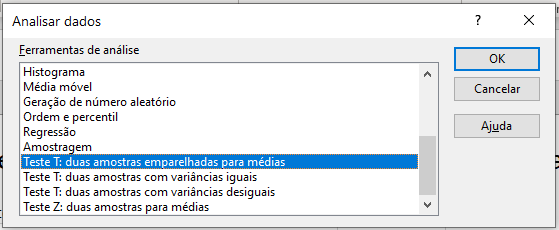 Analisar dados
? ×
Ferramentas de análise
Histograma
Média móvel
Geração de número aleatório
Ordem e percentil
Regressão
Amostragem
Teste T: duas amostras emparelhadas para médias
Teste T: duas amostras com variâncias iguais
Teste T: duas amostras com variâncias desiguais
Teste Z: duas amostras para médias
OK
Cancelar
Ajuda